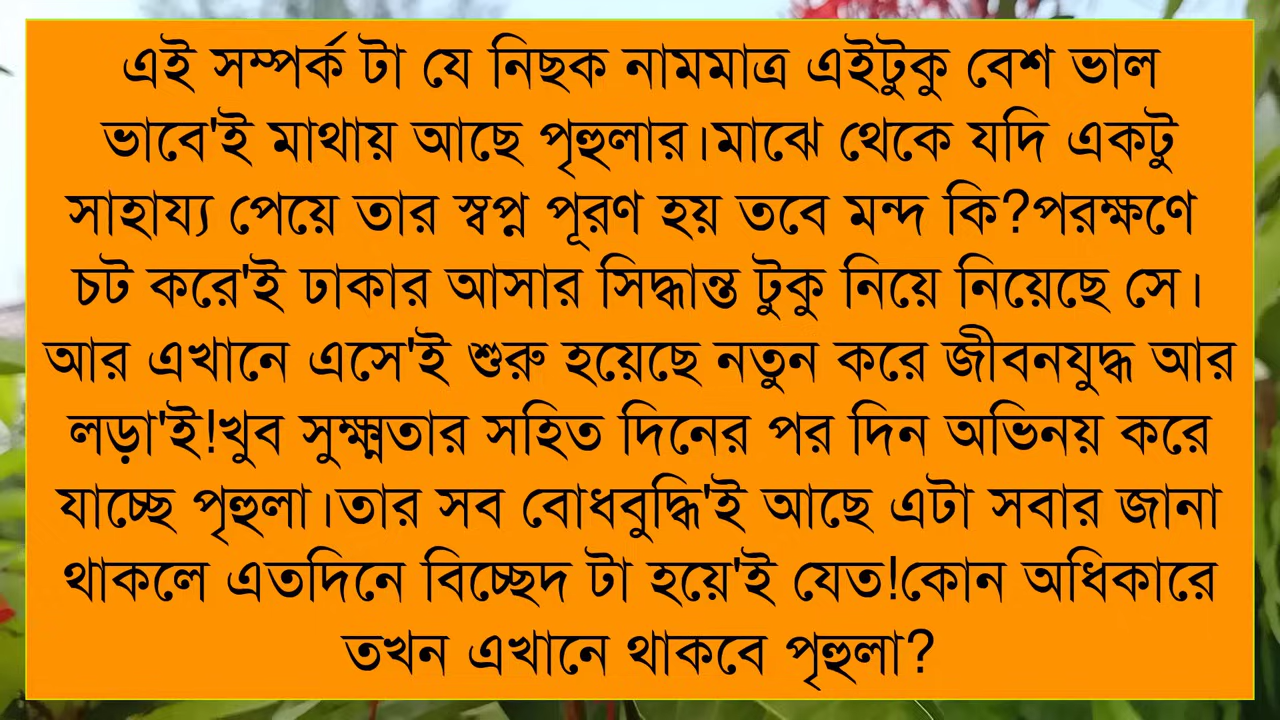 এই সম্পর্ক টা যে নিছক নামমাত্র এইটুকু বেশ ভাল
ভাবে'ই মাথায় আছে পৃহুলার।মাঝে থেকে যদি একটু
সাহায্য পেয়ে তার স্বপ্ন পূরণ হয় তবে মন্দ কি?পরক্ষণে
চট করে'ই ঢাকার আসার সিদ্ধান্ত টুকু নিয়ে নিয়েছে সে।
আর এখানে এসে'ই শুরু হয়েছে নতুন করে জীবনযুদ্ধ আর
লড়া'ই!খুব সুক্ষ্মতার সহিত দিনের পর দিন অভিনয় করে
যাচ্ছে পৃহুলা।তার সব বোধবুদ্ধি'ই আছে এটা সবার জানা
থাকলে এতদিনে বিচ্ছেদ টা হয়ে'ই যেত!কোন অধিকারে
তখন এখানে থাকবে পৃহুলা?